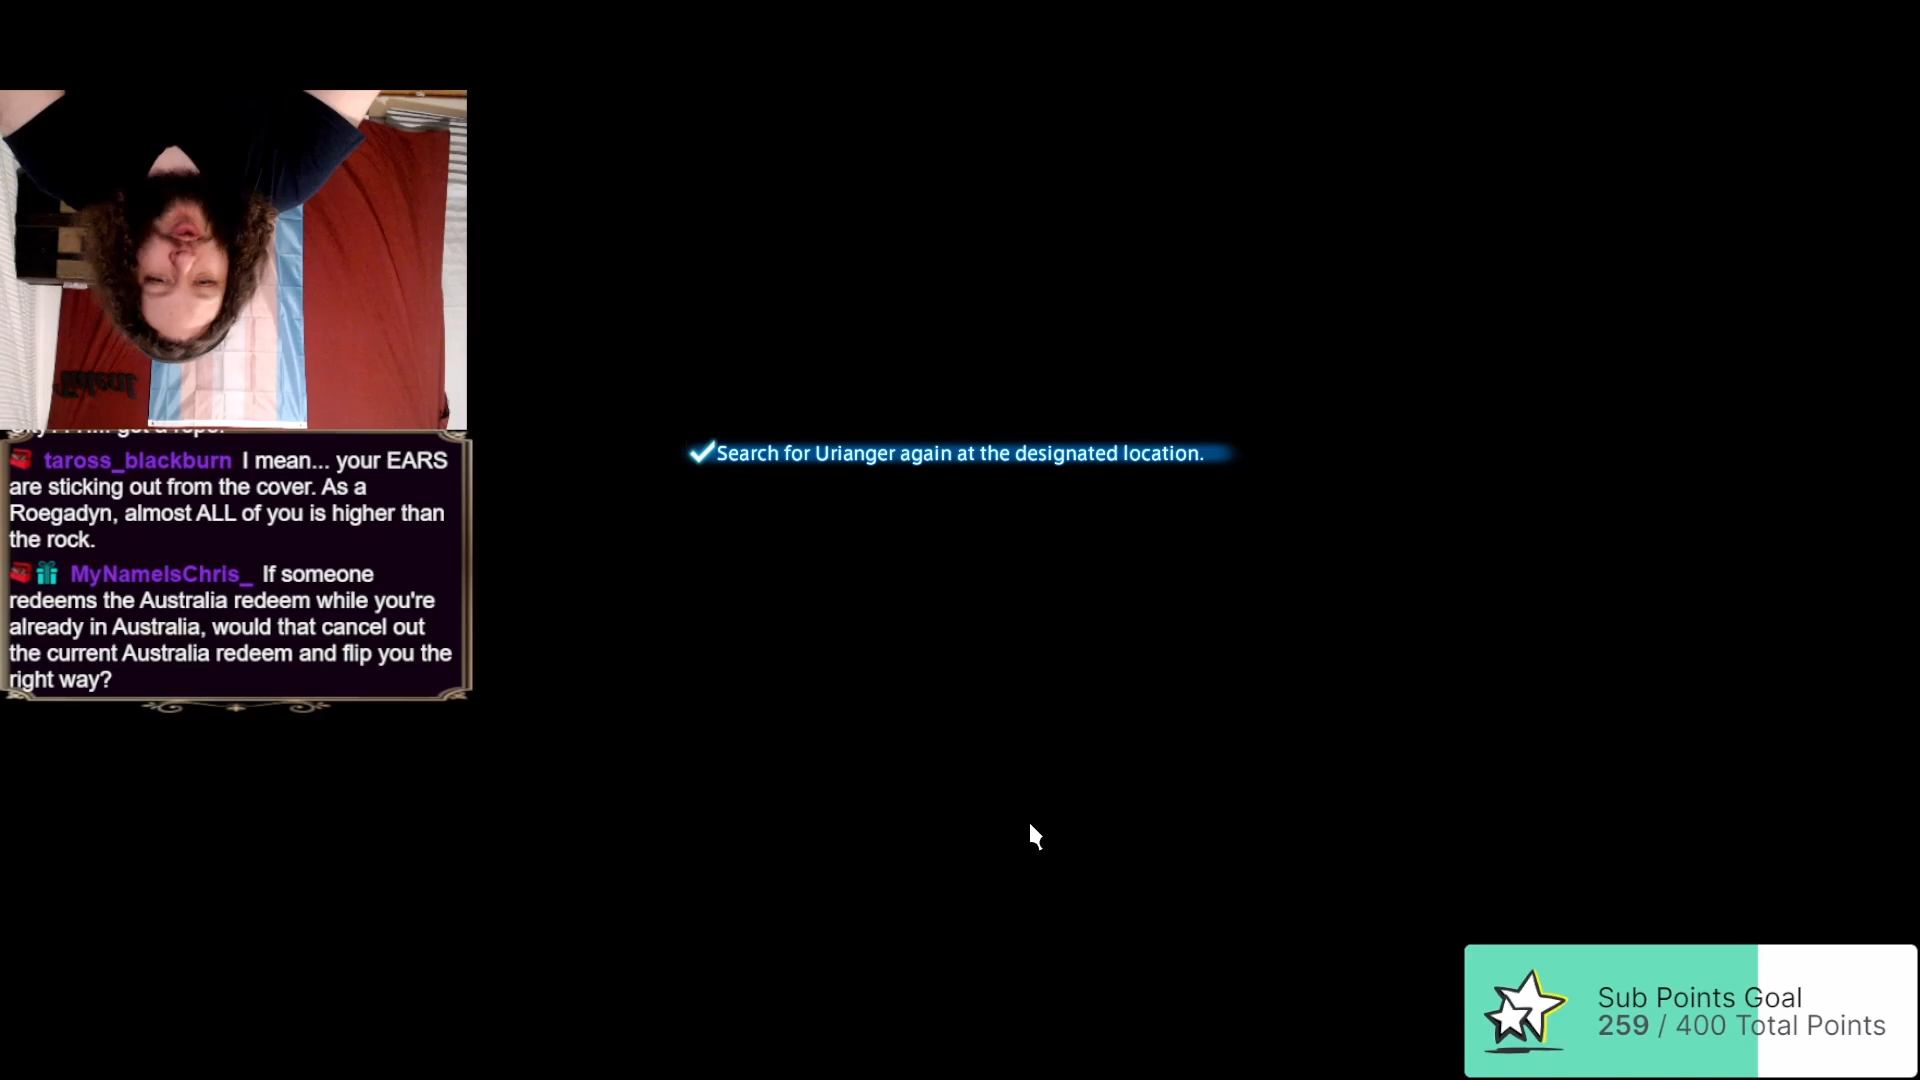 taross_blackburn I mean... your EARS
are sticking out from the cover. As a
Roegadyn, almost ALL of you is higher than
the rock.
MyNameIsChris_ If someone
redeems the Australia redeem while you're
already in Australia, would that cancel out
the current Australia redeem and flip you the
right way?
Search for Urianger again at the designated location.
Sub Points Goal
259 / 400 Total Points